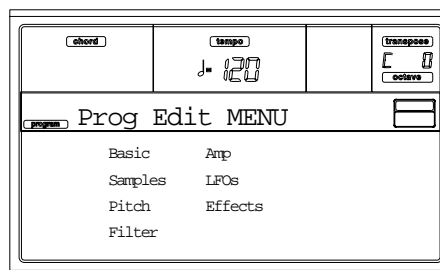 chord
tempo
transpose
♩= 120
C 0
octave
program Prog Edit MENU
Basic Amp
Samples LFOs
Pitch Effects
Filter